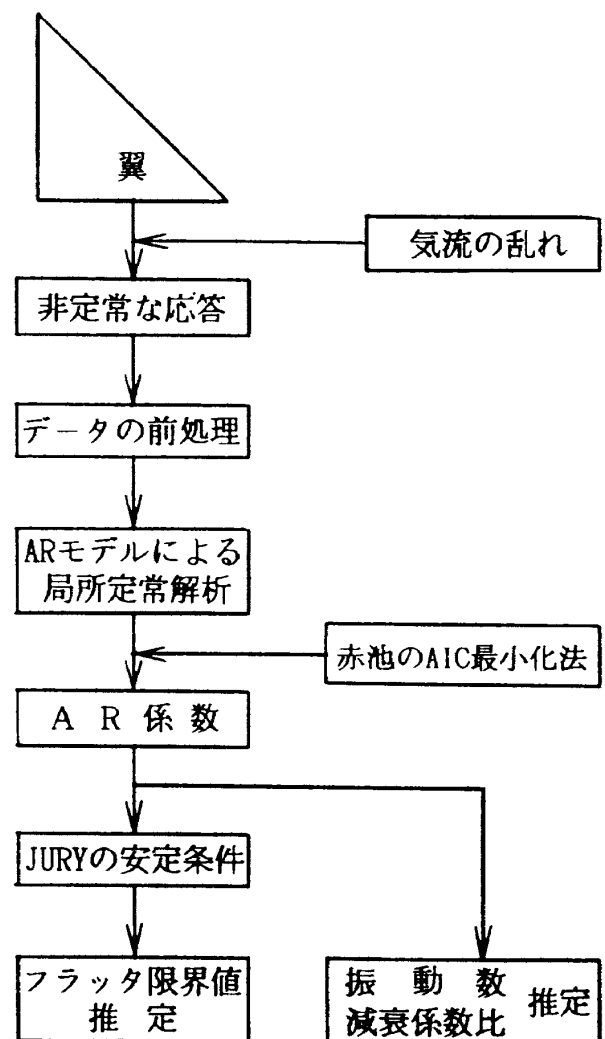 翼
気流の乱れ
非定常な応答
データの前処理
ARモデルによる
局所定常解析
赤池のAIC最小化法
A R 係 数
JURYの安定条件
フラッタ限界値
推 定
振 動 数
減衰係数比
推定